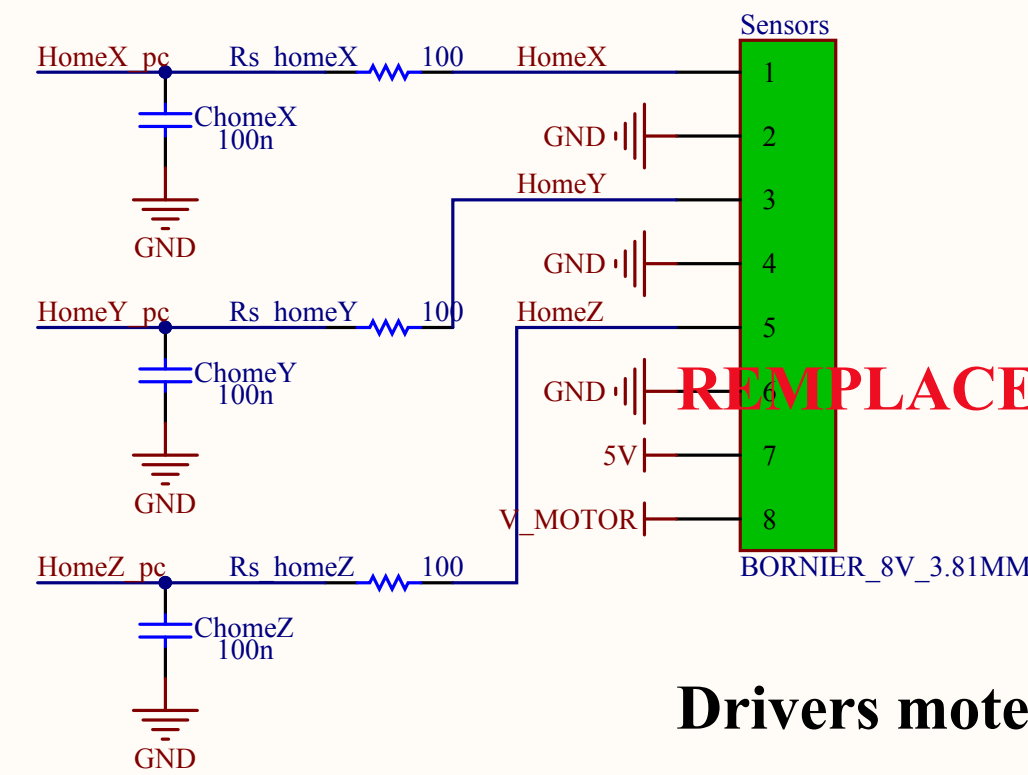 Sensors
HomeX_pc Rs_homeX 100 HomeX 1
ChomeX
100n
GND 2
HomeY 3
GND
GND 4
HomeY_pc Rs_homeY 100 HomeZ 5
ChomeY
100n
GND 6
REMPLACE
5V 7
GND
V_MOTOR 8
HomeZ_pc Rs_homeZ 100 BORNIER_8V_3.81MM
ChomeZ
100n
Drivers mote
GND